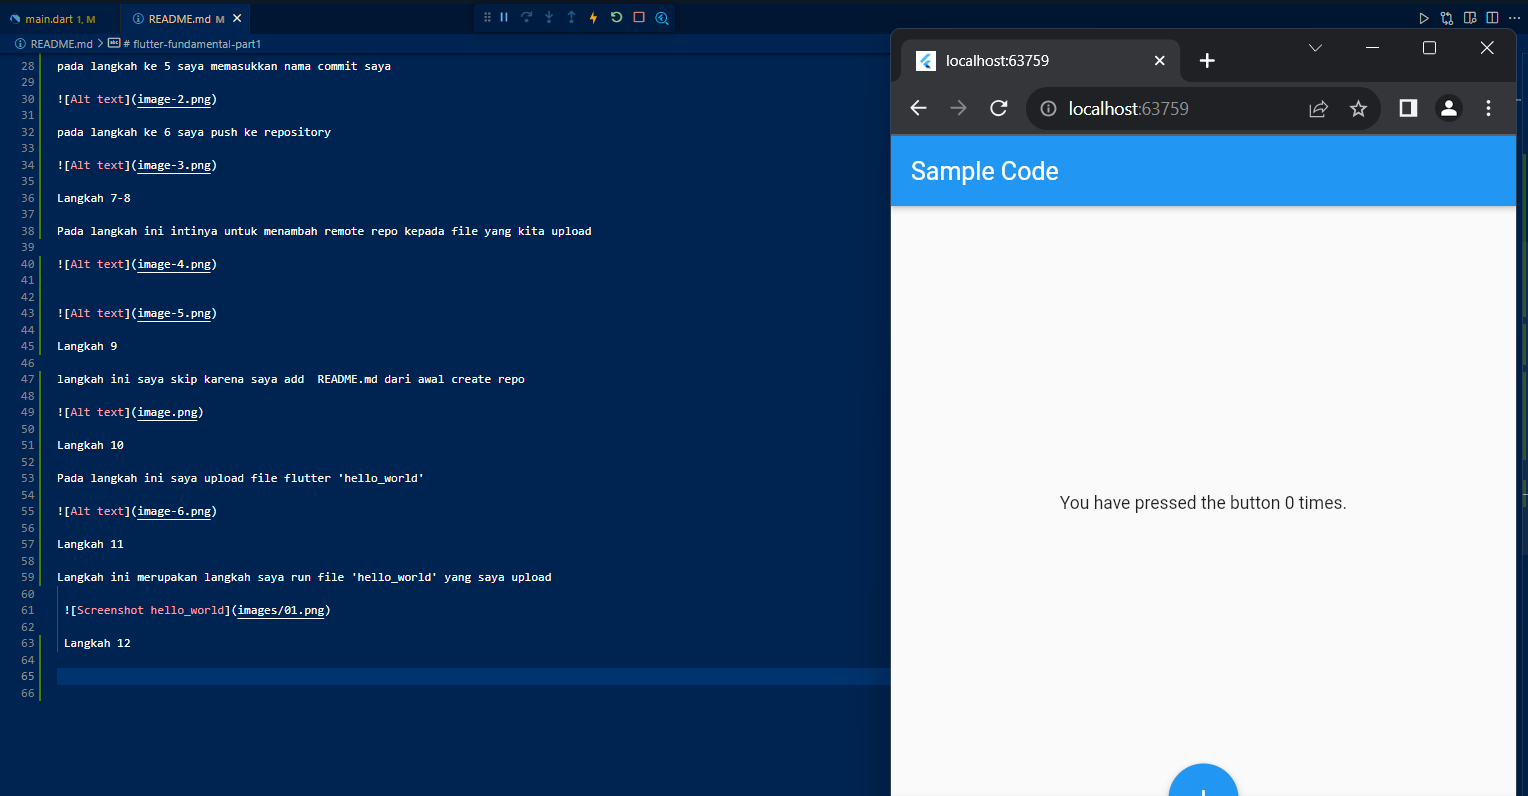 main.dart 1, M
README.md M
README.md > # flutter-fundamental-part1
28 pada langkah ke 5 saya memasukkan nama commit saya
29
30 ![Alt text](image-2.png)
31
32 pada langkah ke 6 saya push ke repository
33
34 ![Alt text](image-3.png)
35
36 Langkah 7-8
37
38 Pada langkah ini intinya untuk menambah remote repo kepada file yang kita upload
39
40 ![Alt text](image-4.png)
41
42
43 ![Alt text](image-5.png)
44
45 Langkah 9
46
47 langkah ini saya skip karena saya add  README.md dari awal create repo
48
49 ![Alt text](image.png)
50
51 Langkah 10
52
53 Pada langkah ini saya upload file flutter 'hello_world'
54
55 ![Alt text](image-6.png)
56
57 Langkah 11
58
59 Langkah ini merupakan langkah saya run file 'hello_world' yang saya upload
60
61 ![Screenshot hello_world](images/01.png)
62
63 Langkah 12
64
65
66
localhost:63759
localhost:63759
Sample Code
You have pressed the button 0 times.